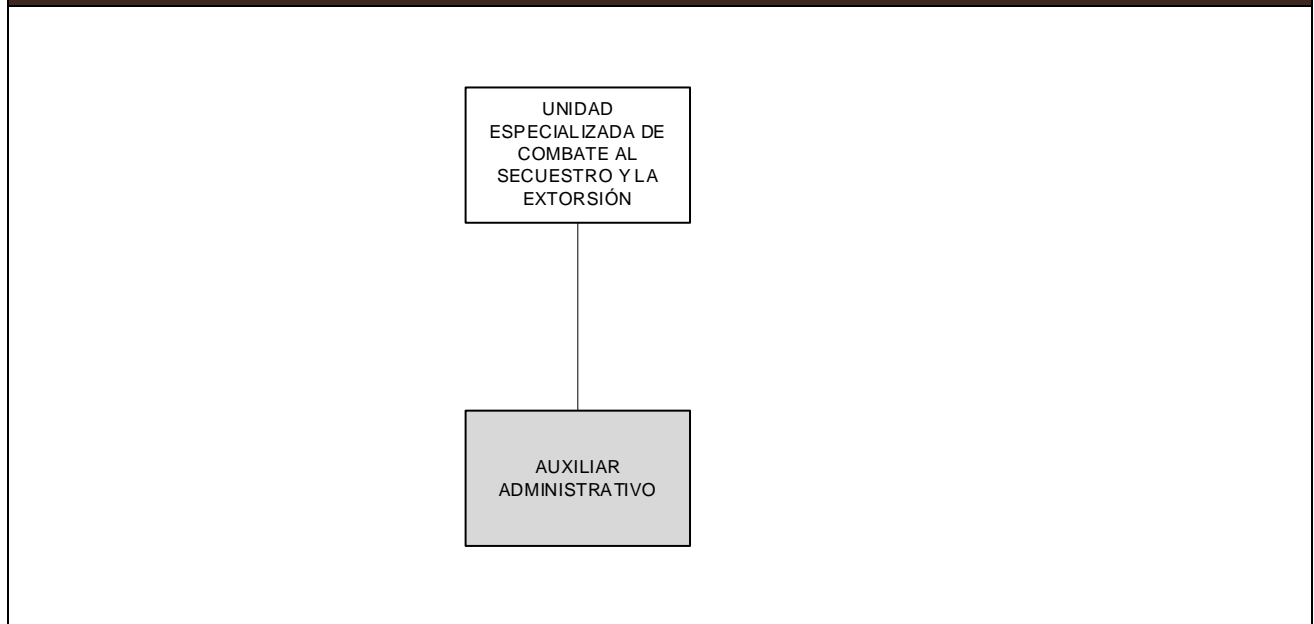 UNIDAD
ESPECIALIZADA DE
COMBATE AL
SECUESTRO Y LA
EXTORSIÓN
AUXILIAR
ADMINISTRATIVO